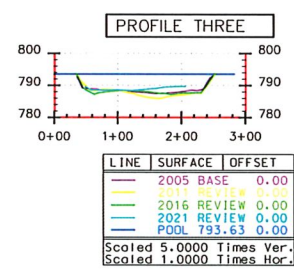 PROFILE THREE
800 800
790 790
780 780
0+00 1+00 2+00 3+00
LINE SURFACE OFFSET
2005 BASE 0.00
2011 REVIEW 0.00
2016 REVIEW 0.00
2021 REVIEW 0.00
POOL 793.63 0.00
Scaled 5.0000 Times Ver.
Scaled 1.0000 Times Hor.